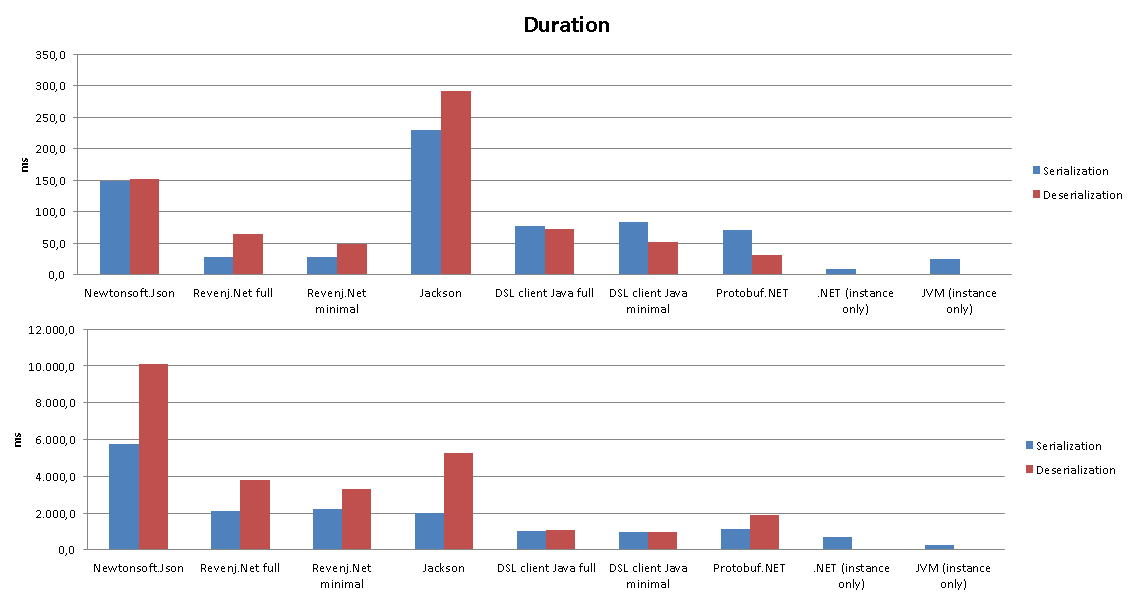 Duration
350,0
300,0
250,0
200,0
150,0
100,0
50,0
0,0
ms
Newtonsoft.Json
Revenj.Net full
Revenj.Net
minimal
Jackson
DSL client Java full
DSL client Java
minimal
Protobuf.NET
.NET (instance
only)
JVM (instance
only)
Serialization
Deserialization
12.000,0
10.000,0
8.000,0
6.000,0
4.000,0
2.000,0
0,0
ms
Newtonsoft.Json
Revenj.Net full
Revenj.Net
minimal
Jackson
DSL client Java full
DSL client Java
minimal
Protobuf.NET
.NET (instance
only)
JVM (instance
only)
Serialization
Deserialization